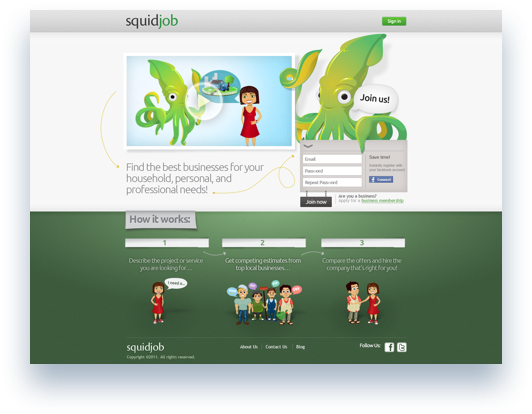 squidjob
Sign in
Join us!
Email
Password
Repeat Password
Save time!
instantly register with
your facebook account
Connect
Join now
are you a business?
Apply for a business membership
Find the best businesses for your
household, personal, and
professional needs!
How it works:
1
2
3
Describe the project or service
you are looking for...
Get competing estimates from
top local businesses...
Compare the offers and hire the
company that's right for you!
I need a...
squidjob
About Us
Contact Us
Blog
Follow Us:
Copyright ©2011. All rights reserved.